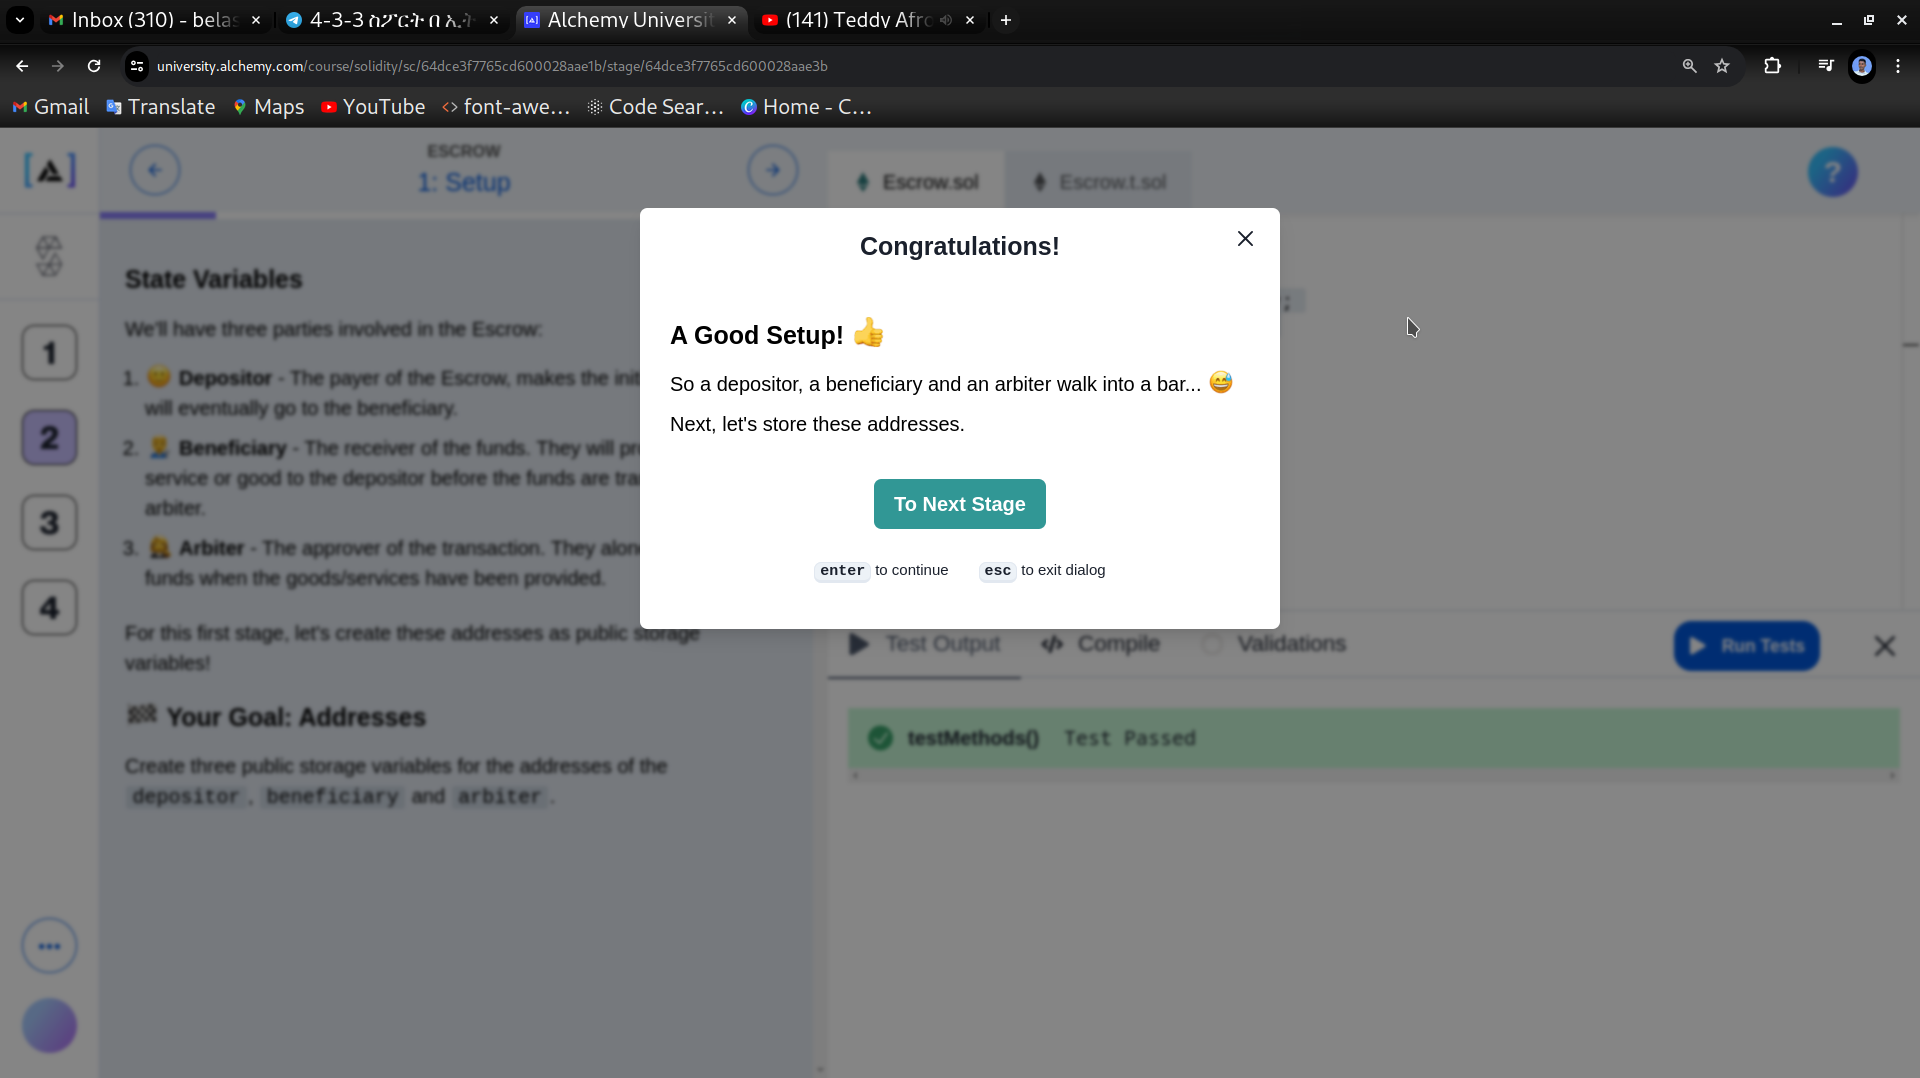 Inbox (310) - belas
4-3-3 ስፖርት በ ኢት
Alchemy Universit
(141) Teddy Afro
university.alchemy.com/course/solidity/sc/64dce3f7765cd600028aae1b/stage/64dce3f7765cd600028aae3b
Gmail
Translate
Maps
YouTube
font-awe...
Code Sear...
Home - C...
ESCROW
1: Setup
Escrow.sol
Escrow.t.sol
?
1
2
3
4
State Variables
We'll have three parties involved in the Escrow:
1. Depositor - The payer of the Escrow, makes the init
will eventually go to the beneficiary.
2. Beneficiary - The receiver of the funds. They will pr
service or good to the depositor before the funds are tra
arbiter.
3. Arbiter - The approver of the transaction. They alon
funds when the goods/services have been provided.
For this first stage, let's create these addresses as public storage
variables!
Your Goal: Addresses
Create three public storage variables for the addresses of the
depositor, beneficiary and arbiter.
Congratulations!
A Good Setup! 👍
So a depositor, a beneficiary and an arbiter walk into a bar... 😅
Next, let's store these addresses.
To Next Stage
enter to continue
esc to exit dialog
;
Test Output
Compile
Validations
Run Tests
testMethods() Test Passed